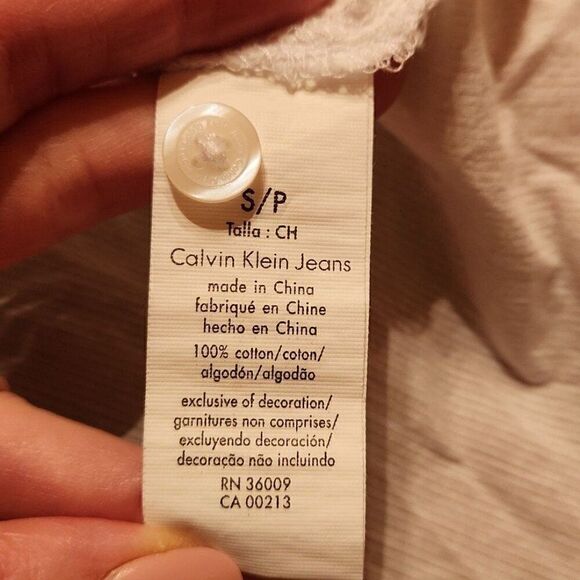 S/P
Talla : CH
Calvin Klein Jeans
made in China
fabriqué en Chine
hecho en China
100% cotton/coton/
algodón/algodão
exclusive of decoration/
garnitures non comprises/
excluyendo decoración/
decoração não incluindo
RN 36009
CA 00213